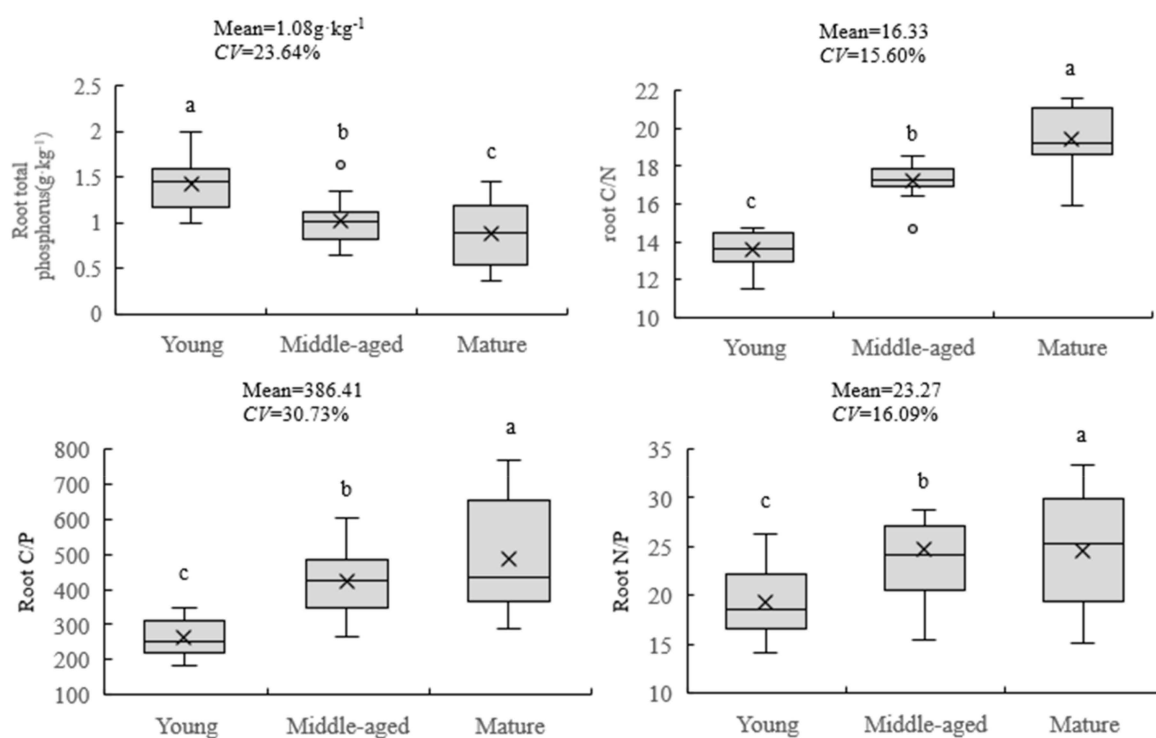 Mean=1.08g·kg⁻¹
CV=23.64%
Root total
phosphorus(g·kg⁻¹)
2.5
2
1.5
1
0.5
0
a
b
c
Young
Middle-aged
Mature
Mean=16.33
CV=15.60%
root C/N
22
20
18
16
14
12
10
c
b
a
Young
Middle-aged
Mature
Mean=386.41
CV=30.73%
Root C/P
800
700
600
500
400
300
200
100
c
b
a
Young
Middle-aged
Mature
Mean=23.27
CV=16.09%
Root N/P
35
30
25
20
15
10
c
b
a
Young
Middle-aged
Mature